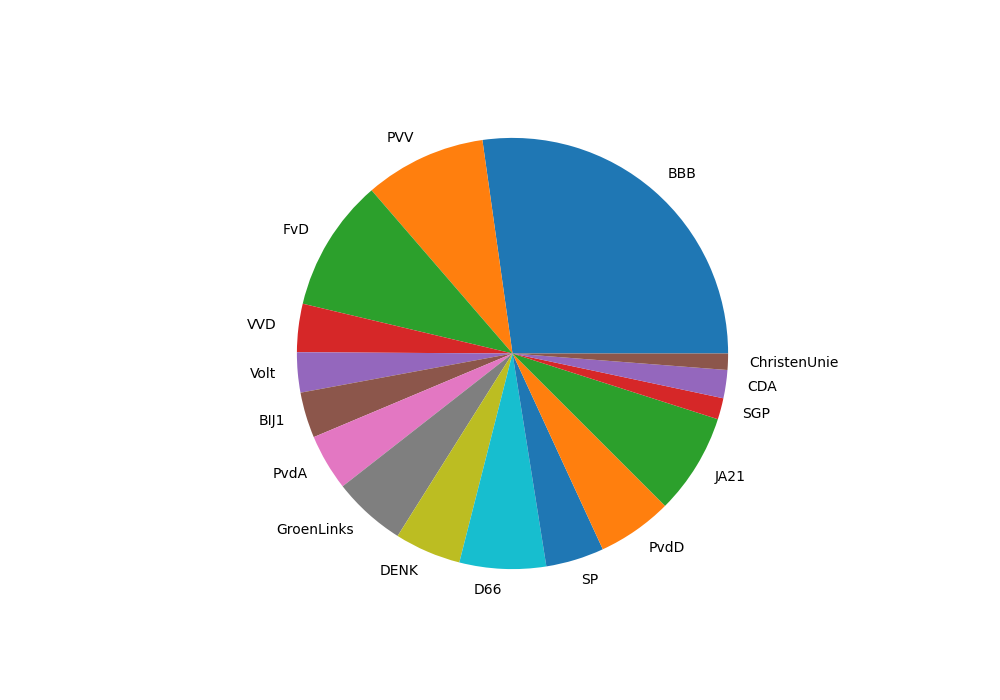 PVV
BBB
FvD
VVD
Volt
BIJ1
PvdA
GroenLinks
DENK
D66
SP
PvdD
JA21
SGP
CDA
ChristenUnie